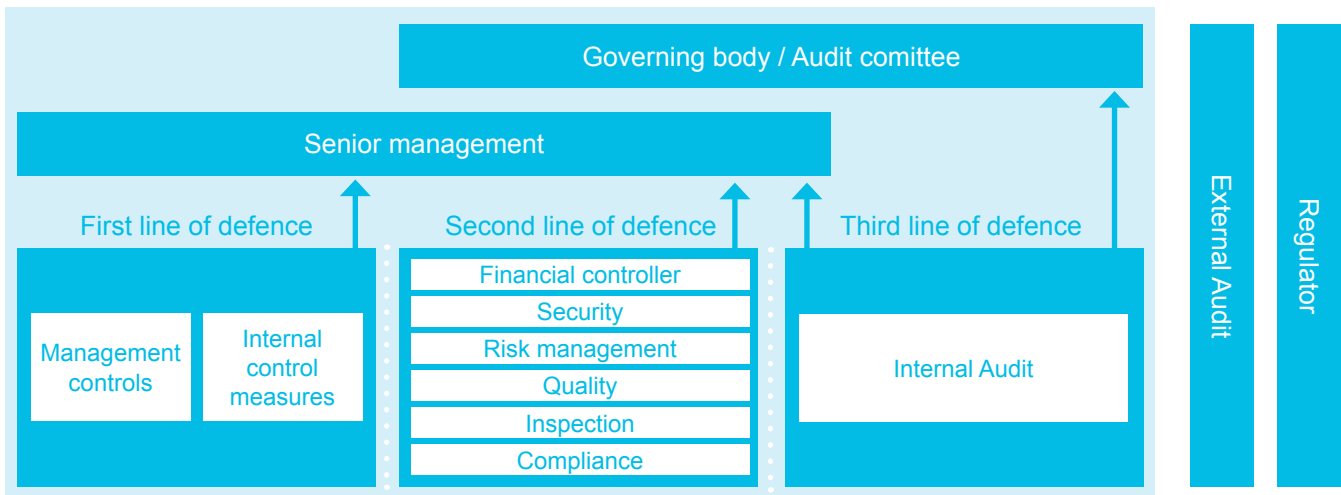 Governing body / Audit comittee
Senior management
First line of defence
Second line of defence
Third line of defence
Management
controls
Internal
control
measures
Financial controller
Security
Risk management
Quality
Inspection
Compliance
Internal Audit
External Audit
Regulator